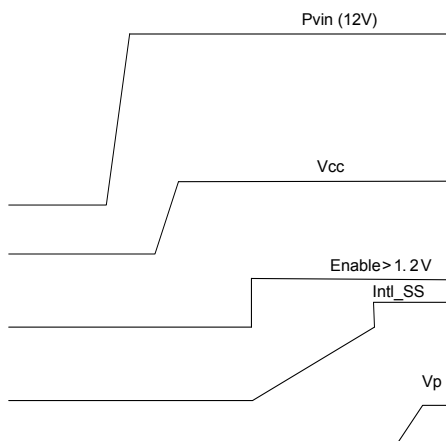 Pvin (12V)
Vcc
Enable>1.2V
Intl_SS
Vp